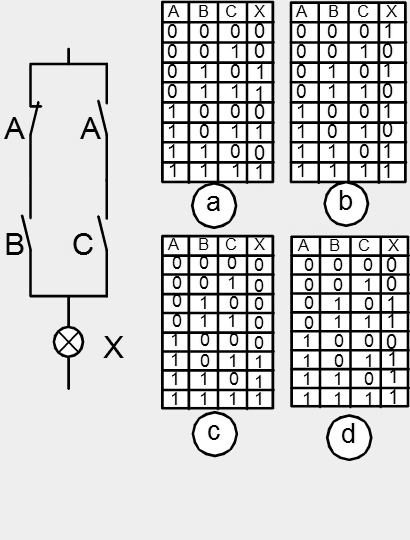 A
A
B
C
X
A B C X
0 0 0 0
0 0 1 0
0 1 0 1
0 1 1 1
1 0 0 0
1 0 1 1
1 1 0 0
1 1 1 1
a
A B C X
0 0 0 1
0 0 1 0
0 1 0 1
0 1 1 0
1 0 0 1
1 0 1 0
1 1 0 1
1 1 1 1
b
A B C X
0 0 0 0
0 0 1 0
0 1 0 0
0 1 1 0
1 0 0 0
1 0 1 1
1 1 0 1
1 1 1 1
c
A B C X
0 0 0 0
0 0 1 0
0 1 0 1
0 1 1 1
1 0 0 0
1 0 1 1
1 1 0 1
1 1 1 1
d